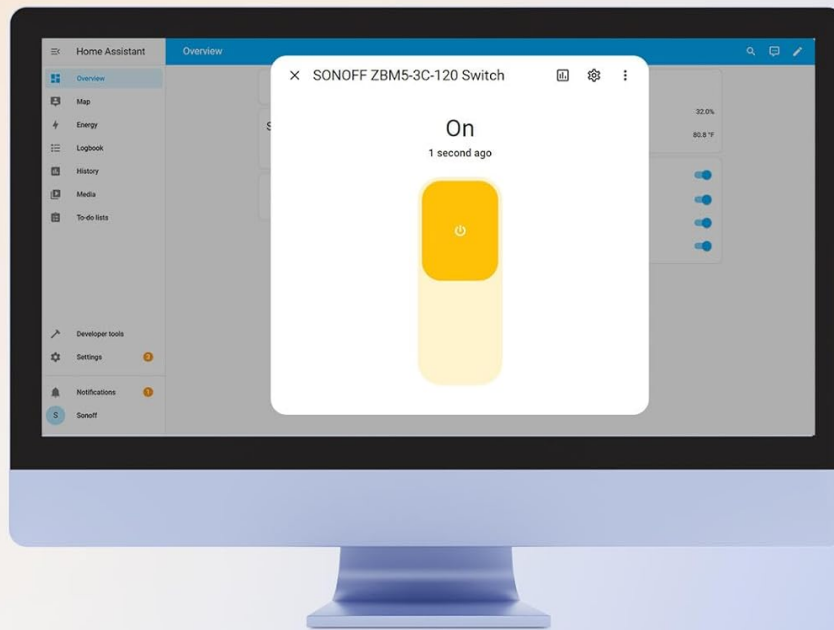 Home Assistant
Overview
Overview
Map
Energy
Logbook
History
Media
To-do lists
Developer tools
Settings
Notifications
1
S
Sonoff
SONOFF ZBM5-3C-120 Switch
On
1 second ago
S
32.0%
80.8 °F